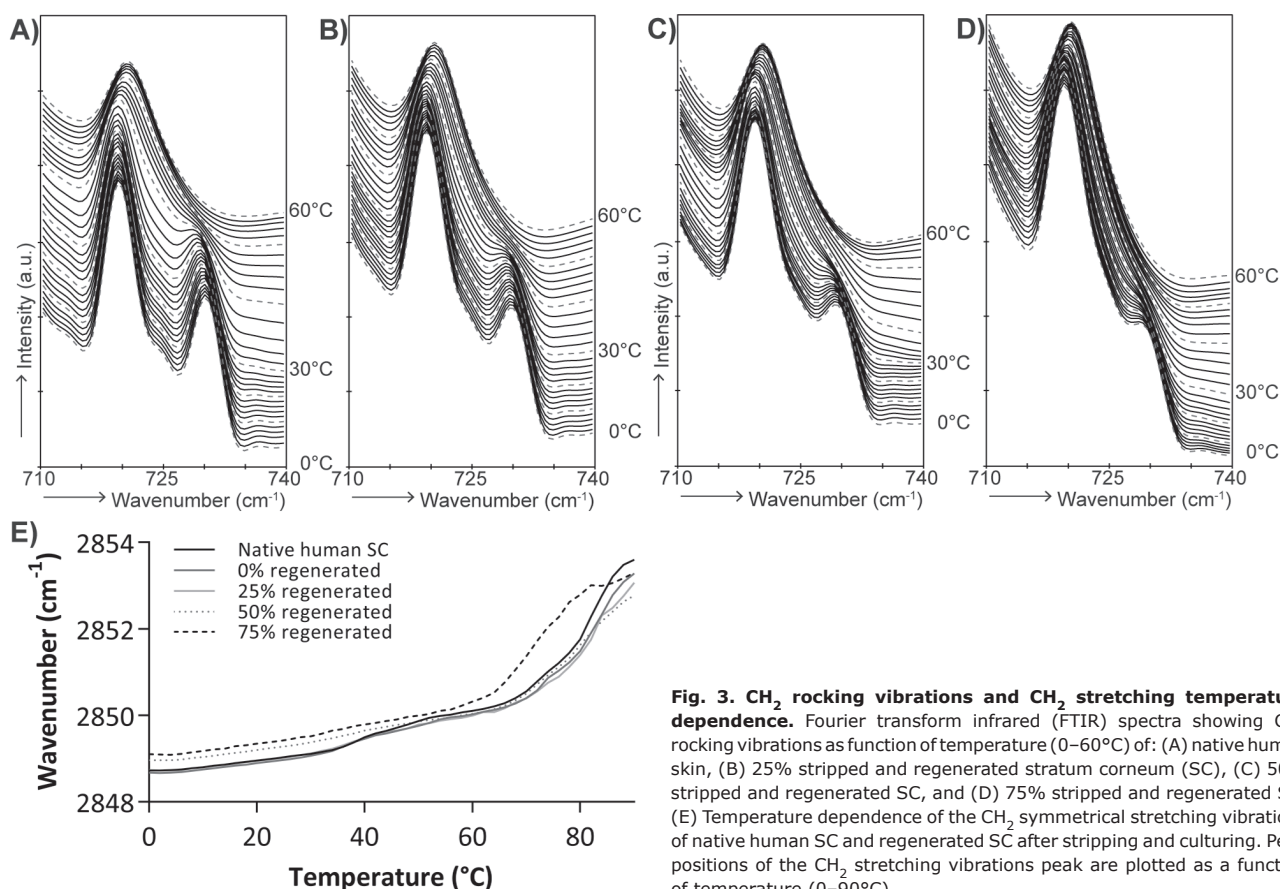 A)
B)
C)
D)
60°C
30°C
0°C
60°C
30°C
0°C
60°C
30°C
0°C
60°C
30°C
0°C
Intensity (a.u.)
Intensity (a.u.)
710 725 740
710 725 740
710 725 740
710 725 740
Wavenumber (cm-1)
Wavenumber (cm-1)
Wavenumber (cm-1)
Wavenumber (cm-1)
E)
Wavenumber (cm-1)
2854
2852
2850
2848
Native human SC
0% regenerated
25% regenerated
50% regenerated
75% regenerated
0 20 40 60 80
Temperature (°C)
Fig. 3. CH2 rocking vibrations and CH2 stretching
dependence. Fourier transform infrared (FTIR) spectra showing
rocking vibrations as function of temperature (0–60°C) of: (A) native
skin, (B) 25% stripped and regenerated stratum corneum (SC), (C)
stripped and regenerated SC, and (D) 75% stripped and regenerated
(E) Temperature dependence of the CH2 symmetrical stretching
of native human SC and regenerated SC after stripping and culturing.
positions of the CH2 stretching vibrations peak are plotted as a
of temperature (0–90°C)